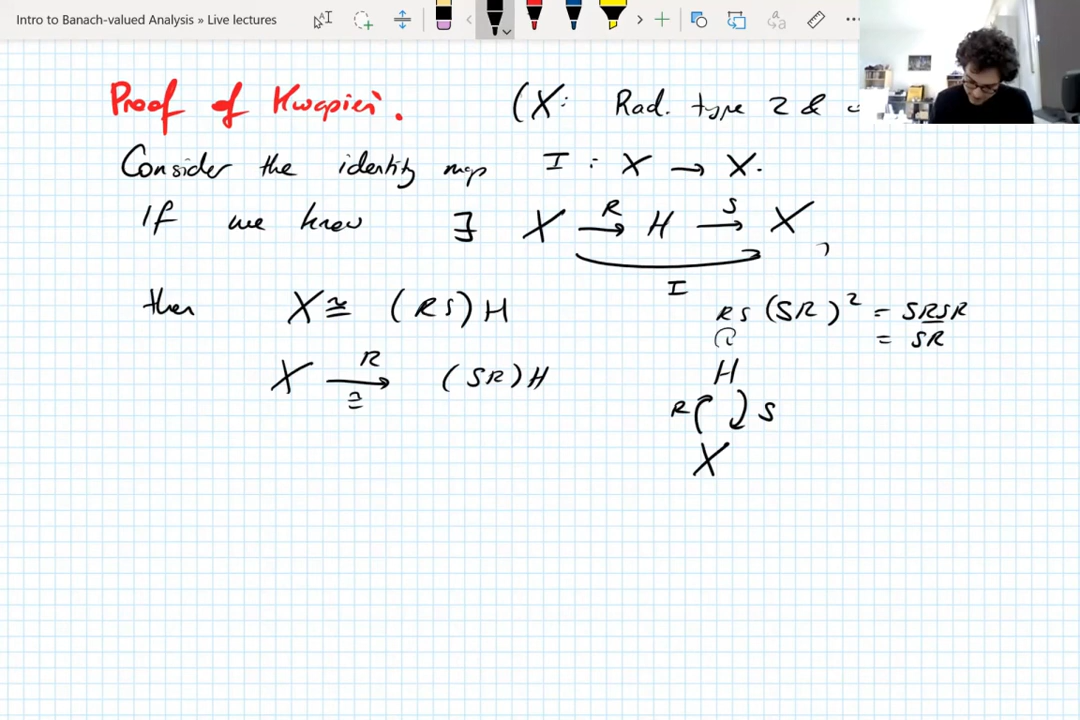 Intro to Banach-valued Analysis » Live lectures
Proof of Kwapień. (X: Rad. type 2 &
Consider the identity map I : X → X.
If we know ∃ X →R H →S X,
I
then X ≅ (RS)H RS (SR)² = SRSR
= SR
X →R ≅ (SR)H H
R S
X